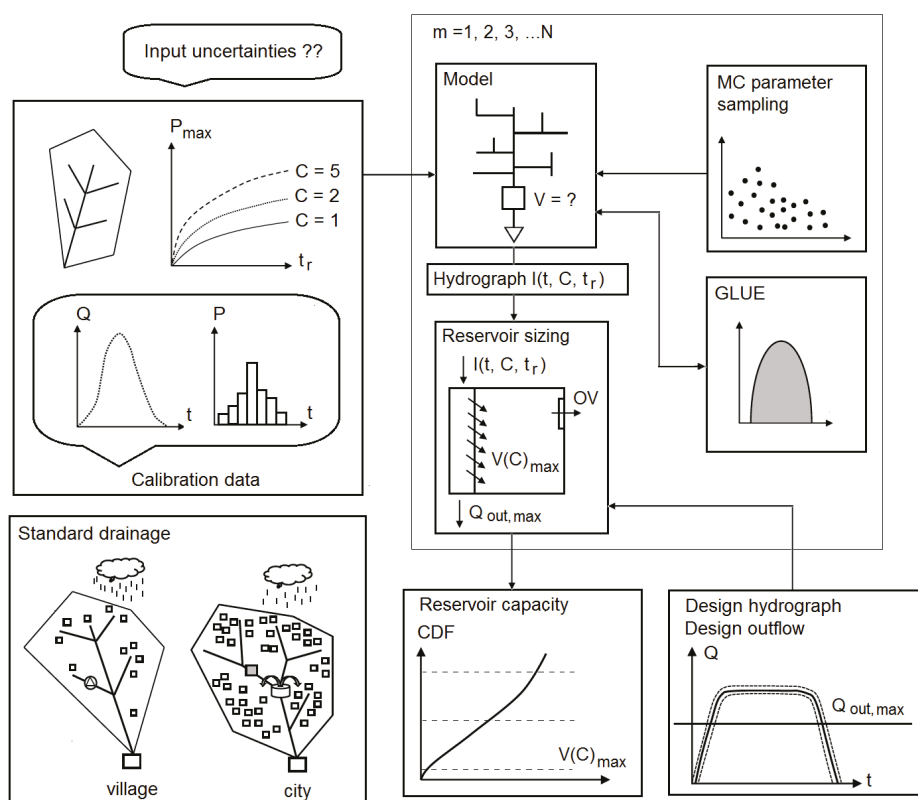 Input uncertainties ??
P max
C = 5
C = 2
C = 1
t r
Q
t
P
t
Calibration data
m =1, 2, 3, ...N
Model
V = ?
MC parameter
sampling
Hydrograph I(t, C, t r)
GLUE
Reservoir sizing
I(t, C, t r)
OV
V(C) max
Q out, max
Standard drainage
village
city
Reservoir capacity
CDF
V(C) max
Design hydrograph
Design outflow
Q
Q out, max
t